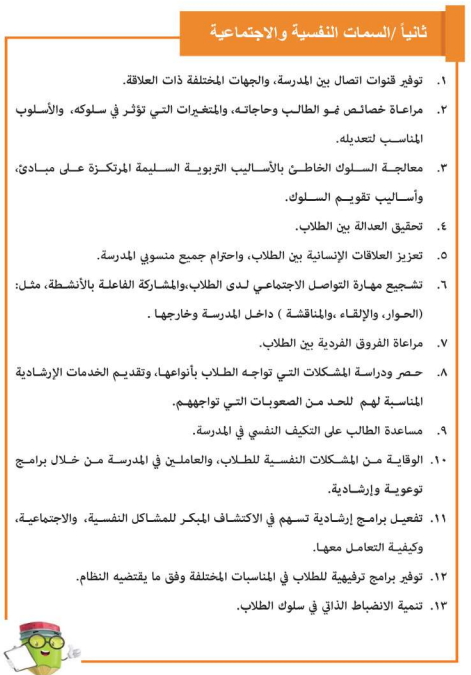 ثانياً /السمات النفسية والاجتماعية
١. توفير قنوات اتصال بين المدرسة، والجهات المختلفة ذات العلاقة.
٢. مراعاة خصائص نمو الطالب وحاجاته، والمتغيرات التي تؤثر في سلوكه، والأسلوب
المناسب لتعديله.
٣. معالجة السلوك الخاطئ بالأساليب التربوية السليمة المرتكزة على مبادئ،
وأساليب تقويم السلوك.
٤. تحقيق العدالة بين الطلاب.
٥. تعزيز العلاقات الإنسانية بين الطلاب، واحترام جميع منسوبي المدرسة.
٦. تشجيع مهارة التواصل الاجتماعي لدى الطلاب،والمشاركة الفاعلة بالأنشطة، مثل:
(الحوار، والإلقاء ،والمناقشة ) داخل المدرسة وخارجها .
٧. مراعاة الفروق الفردية بين الطلاب.
٨. حصر ودراسة المشكلات التي تواجه الطلاب بأنواعها، وتقديم الخدمات الإرشادية
المناسبة لهم للحد من الصعوبات التي تواجههم.
٩. مساعدة الطالب على التكيف النفسي في المدرسة.
١٠. الوقاية من المشكلات النفسية للطلاب، والعاملين في المدرسة من خلال برامج
توعوية وإرشادية.
١١. تفعيل برامج إرشادية تسهم في الاكتشاف المبكر للمشاكل النفسية، والاجتماعية،
وكيفية التعامل معها.
١٢. توفير برامج ترفيهية للطلاب في المناسبات المختلفة وفق ما يقتضيه النظام.
١٣. تنمية الانضباط الذاتي في سلوك الطلاب.